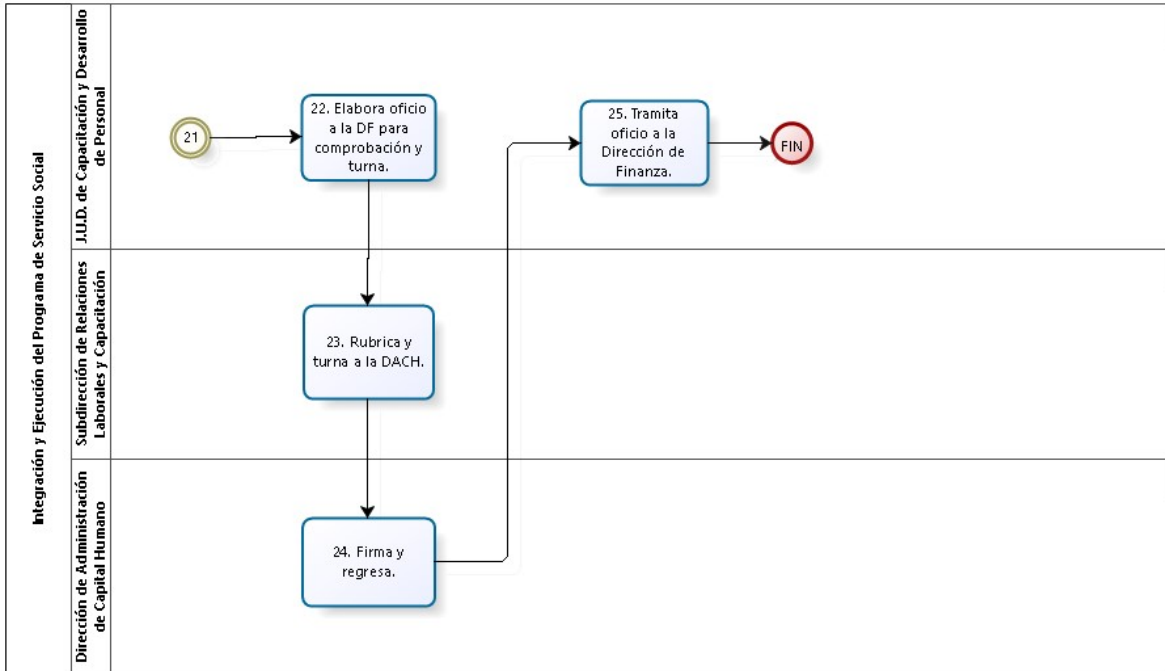 Integración y Ejecución del Programa de Servicio Social
J.U.D. de Capacitación y Desarrollo
de Personal
21
22. Elabora oficio
a la DF para
comprobación y
turna.
25. Tramita
oficio a la
Dirección de
Finanza.
FIN
Subdirección de Relaciones
Laborales y Capacitación
23. Rubrica y
turna a la DACH.
Dirección de Administración
de Capital Humano
24. Firma y
regresa.